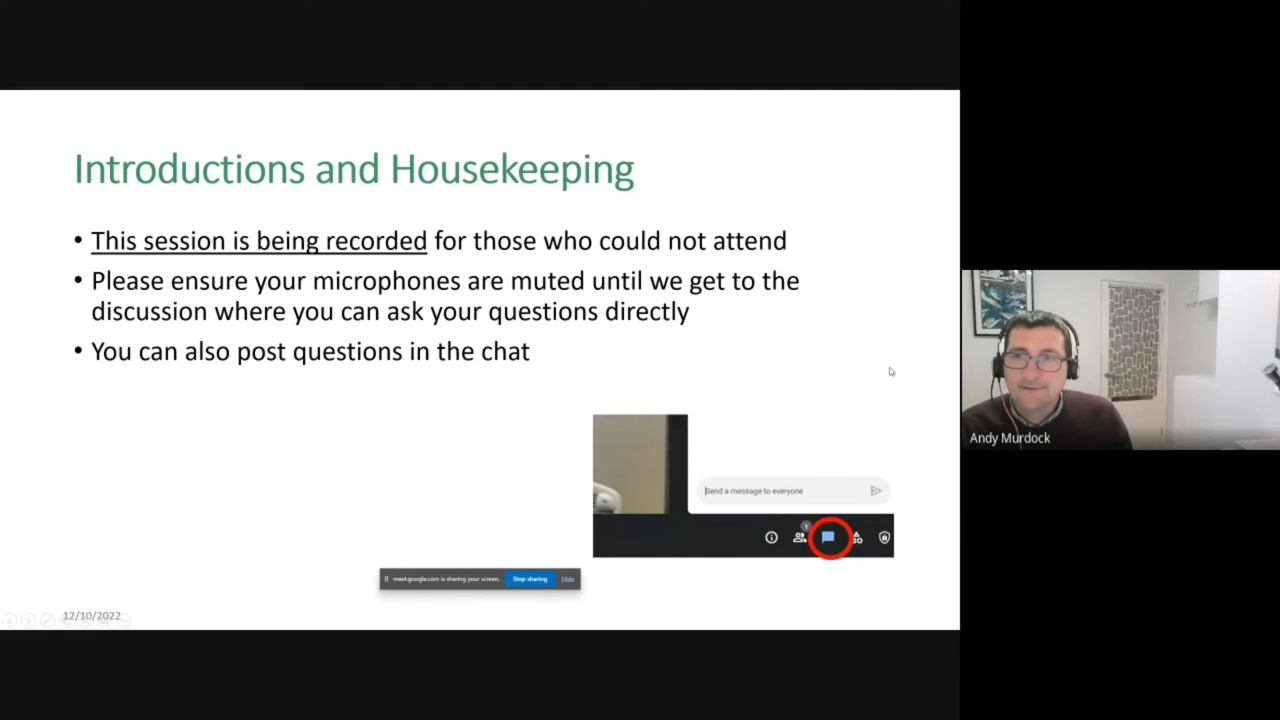 Introductions and Housekeeping
• This session is being recorded for those who could not attend
• Please ensure your microphones are muted until we get to the
discussion where you can ask your questions directly
• You can also post questions in the chat
Andy Murdock
Send a message to everyone
1
meet.google.com is sharing your screen.
Stop sharing
Hide
12/10/2022